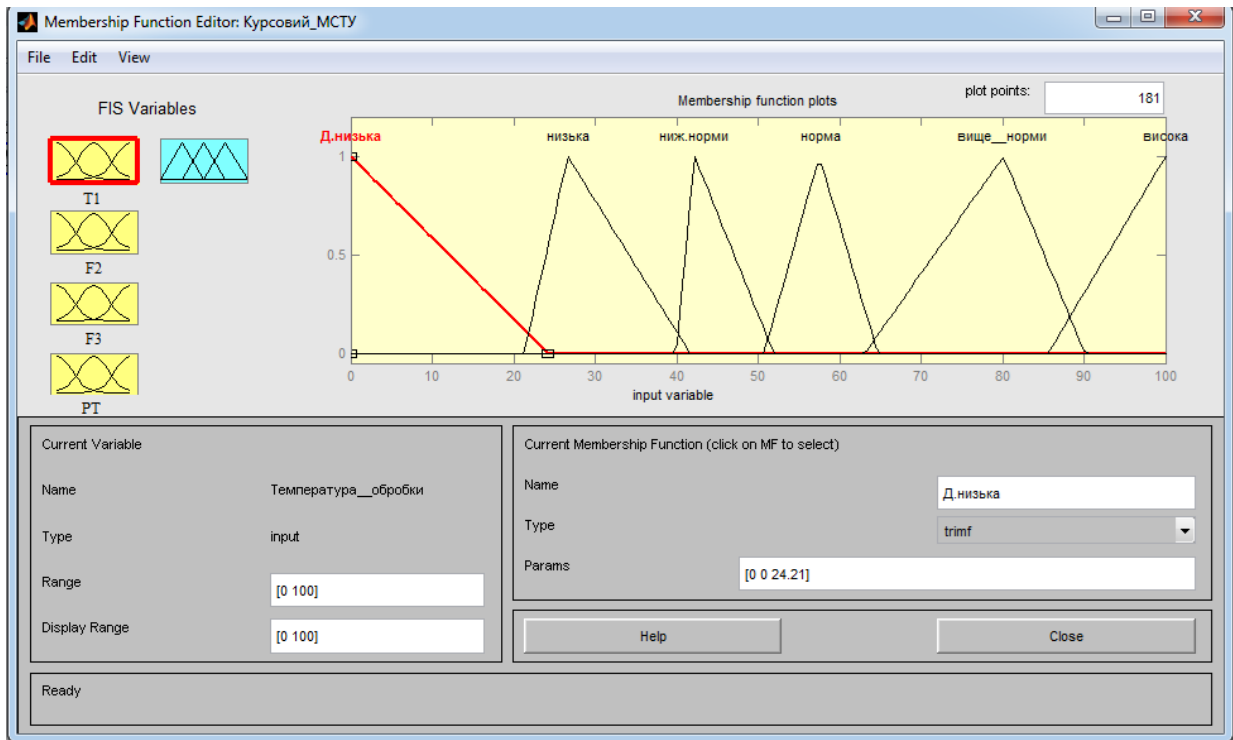 Membership Function Editor: Курсовий_МСТУ
File Edit View
FIS Variables
Membership function plots
plot points:
181
T1
F2
F3
PT
Д.низька
низька
ниж.норми
норма
вище__норми
висока
1
0.5
0
0 10 20 30 40 50 60 70 80 90 100
input variable
Current Variable
Name Температура__обробки
Type input
Range [0 100]
Display Range [0 100]
Current Membership Function (click on MF to select)
Name Д.низька
Type trimf
Params [0 0 24.21]
Help Close
Ready